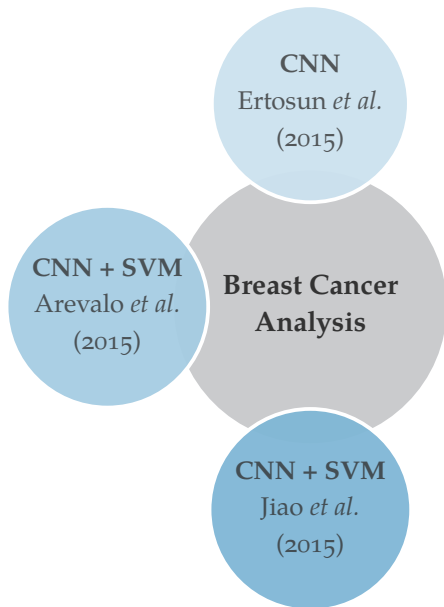 CNN
Ertosun et al.
(2015)
CNN + SVM
Arevalo et al.
(2015)
Breast Cancer
Analysis
CNN + SVM
Jiao et al.
(2015)